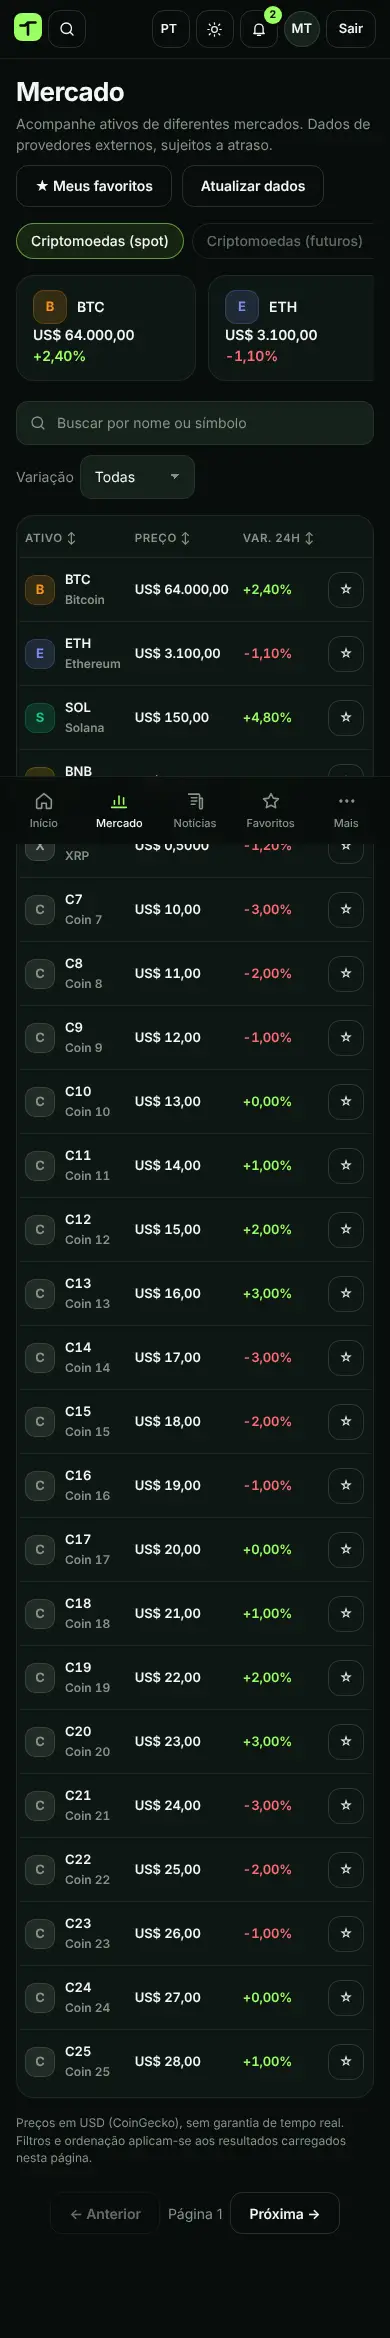 PT
2
MT
Sair
Mercado
Acompanhe ativos de diferentes mercados. Dados de
provedores externos, sujeitos a atraso.
★ Meus favoritos
Atualizar dados
Criptomoedas (spot)
Criptomoedas (futuros)
B
BTC
US$ 64.000,00
+2,40%
E
ETH
US$ 3.100,00
-1,10%
Buscar por nome ou símbolo
Variação
Todas
ATIVO ↕ PREÇO ↕ VAR. 24H ↕
B BTC US$ 64.000,00 +2,40% ☆
Bitcoin
E ETH US$ 3.100,00 -1,10% ☆
Ethereum
S SOL US$ 150,00 +4,80% ☆
Solana
BNB
Início
Mercado
Notícias
Favoritos
Mais
X US$ 0,5000 -1,20% ☆
XRP
C C7 US$ 10,00 -3,00% ☆
Coin 7
C C8 US$ 11,00 -2,00% ☆
Coin 8
C C9 US$ 12,00 -1,00% ☆
Coin 9
C C10 US$ 13,00 +0,00% ☆
Coin 10
C C11 US$ 14,00 +1,00% ☆
Coin 11
C C12 US$ 15,00 +2,00% ☆
Coin 12
C C13 US$ 16,00 +3,00% ☆
Coin 13
C C14 US$ 17,00 -3,00% ☆
Coin 14
C C15 US$ 18,00 -2,00% ☆
Coin 15
C C16 US$ 19,00 -1,00% ☆
Coin 16
C C17 US$ 20,00 +0,00% ☆
Coin 17
C C18 US$ 21,00 +1,00% ☆
Coin 18
C C19 US$ 22,00 +2,00% ☆
Coin 19
C C20 US$ 23,00 +3,00% ☆
Coin 20
C C21 US$ 24,00 -3,00% ☆
Coin 21
C C22 US$ 25,00 -2,00% ☆
Coin 22
C C23 US$ 26,00 -1,00% ☆
Coin 23
C C24 US$ 27,00 +0,00% ☆
Coin 24
C C25 US$ 28,00 +1,00% ☆
Coin 25
Preços em USD (CoinGecko), sem garantia de tempo real.
Filtros e ordenação aplicam-se aos resultados carregados
nesta página.
← Anterior
Página 1
Próxima →